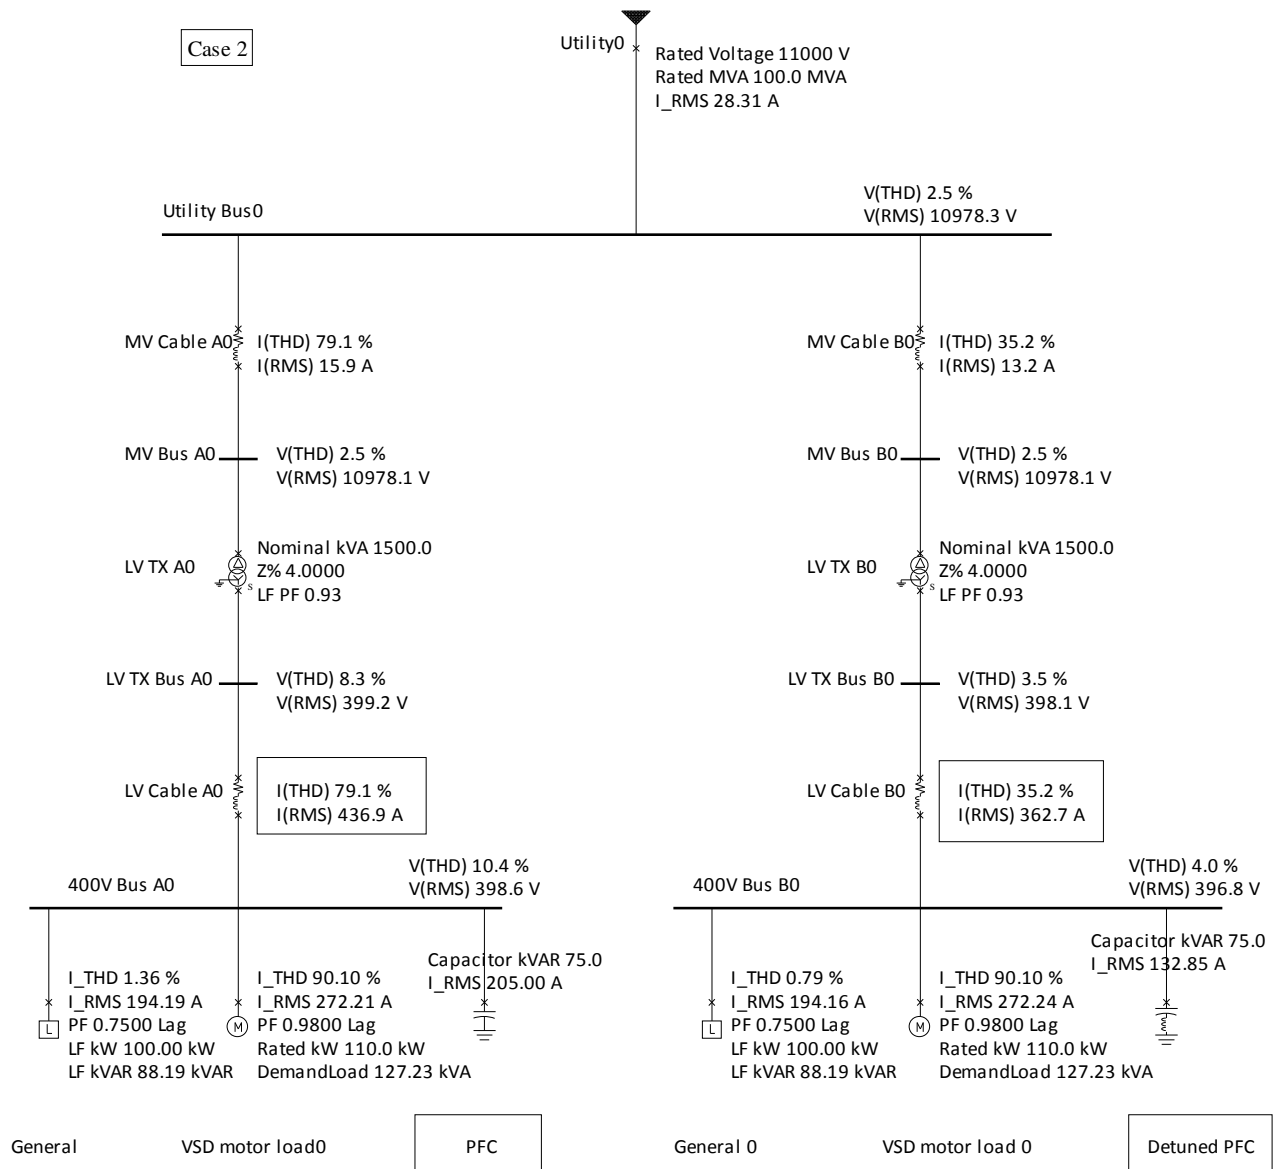 Case 2
Utility0
Rated Voltage 11000 V
Rated MVA 100.0 MVA
I_RMS 28.31 A
Utility Bus0
V(THD) 2.5 %
V(RMS) 10978.3 V
MV Cable A0
I(THD) 79.1 %
I(RMS) 15.9 A
MV Cable B0
I(THD) 35.2 %
I(RMS) 13.2 A
MV Bus A0
V(THD) 2.5 %
V(RMS) 10978.1 V
MV Bus B0
V(THD) 2.5 %
V(RMS) 10978.1 V
LV TX A0
Nominal kVA 1500.0
Z% 4.0000
LF PF 0.93
s
LV TX B0
Nominal kVA 1500.0
Z% 4.0000
LF PF 0.93
s
LV TX Bus A0
V(THD) 8.3 %
V(RMS) 399.2 V
LV TX Bus B0
V(THD) 3.5 %
V(RMS) 398.1 V
LV Cable A0
I(THD) 79.1 %
I(RMS) 436.9 A
LV Cable B0
I(THD) 35.2 %
I(RMS) 362.7 A
400V Bus A0
V(THD) 10.4 %
V(RMS) 398.6 V
400V Bus B0
V(THD) 4.0 %
V(RMS) 396.8 V
L
I_THD 1.36 %
I_RMS 194.19 A
PF 0.7500 Lag
LF kW 100.00 kW
LF kVAR 88.19 kVAR
M
I_THD 90.10 %
I_RMS 272.21 A
PF 0.9800 Lag
Rated kW 110.0 kW
DemandLoad 127.23 kVA
Capacitor kVAR 75.0
I_RMS 205.00 A
L
I_THD 0.79 %
I_RMS 194.16 A
PF 0.7500 Lag
LF kW 100.00 kW
LF kVAR 88.19 kVAR
M
I_THD 90.10 %
I_RMS 272.24 A
PF 0.9800 Lag
Rated kW 110.0 kW
DemandLoad 127.23 kVA
Capacitor kVAR 75.0
I_RMS 132.85 A
General
VSD motor load0
PFC
General 0
VSD motor load 0
Detuned PFC